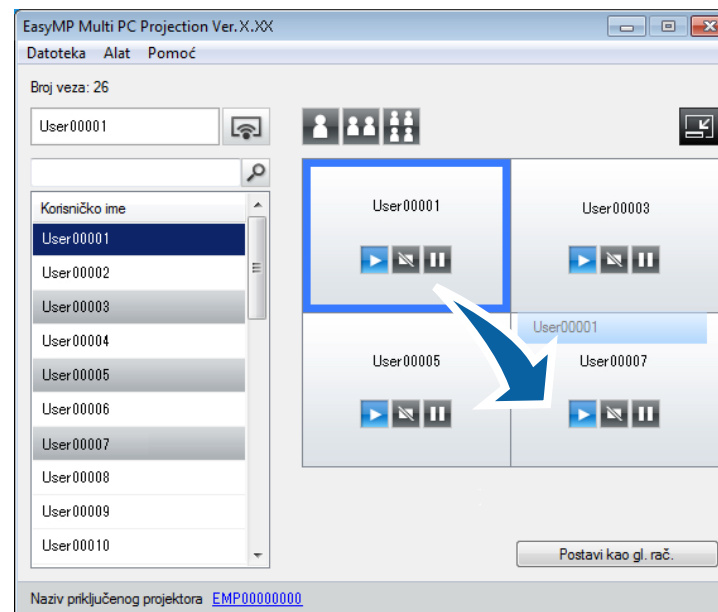 EasyMP Multi PC Projection Ver.X.XX
Datoteka Alat Pomoć
Broj veza: 26
User00001
Korisničko ime
User00001
User00002
User00003
User00004
User00005
User00006
User00007
User00008
User00009
User00010
User00001
User00003
User00005
User00001
User00007
Postavi kao gl. rač.
Naziv priključenog projektora EMP00000000